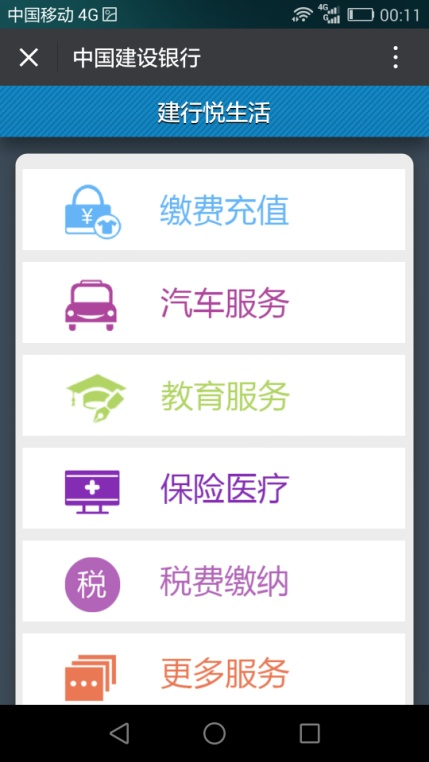 中国移动 4G 4G G 00:11
中国建设银行
建行悦生活
¥
缴费充值
汽车服务
教育服务
保险医疗
税
税费缴纳
更多服务